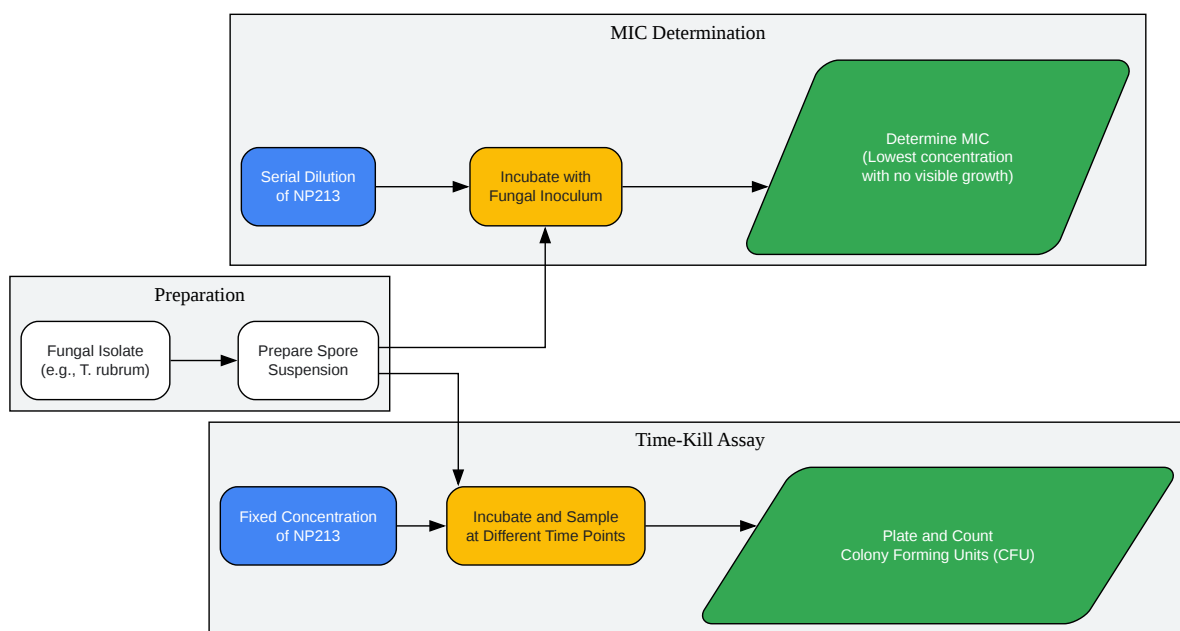 MIC Determination
Serial Dilution
of NP213
Incubate with
Fungal Inoculum
Determine MIC
(Lowest concentration
with no visible growth)
Preparation
Fungal Isolate
(e.g., T. rubrum)
Prepare Spore
Suspension
Time-Kill Assay
Fixed Concentration
of NP213
Incubate and Sample
at Different Time Points
Plate and Count
Colony Forming Units (CFU)